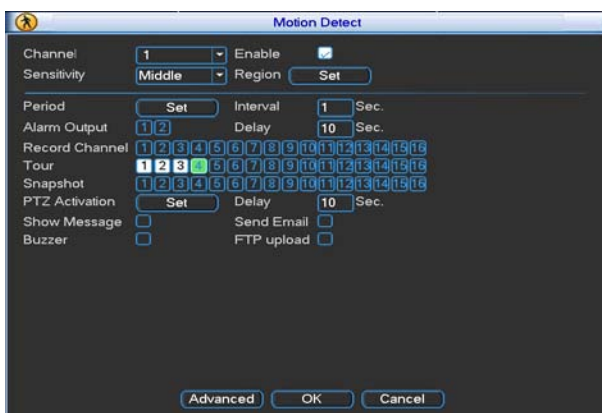 Motion Detect
Channel 1 Enable
Sensitivity Middle Region Set
Period Set Interval 1 Sec.
Alarm Output 1 2 Delay 10 Sec.
Record Channel 1 2 3 4 5 6 7 8 9 10 11 12 13 14 15 16
Tour 1 2 3 4 5 6 7 8 9 10 11 12 13 14 15 16
Snapshot 1 2 3 4 5 6 7 8 9 10 11 12 13 14 15 16
PTZ Activation Set Delay 10 Sec.
Show Message Send Email
Buzzer FTP upload
Advanced OK Cancel